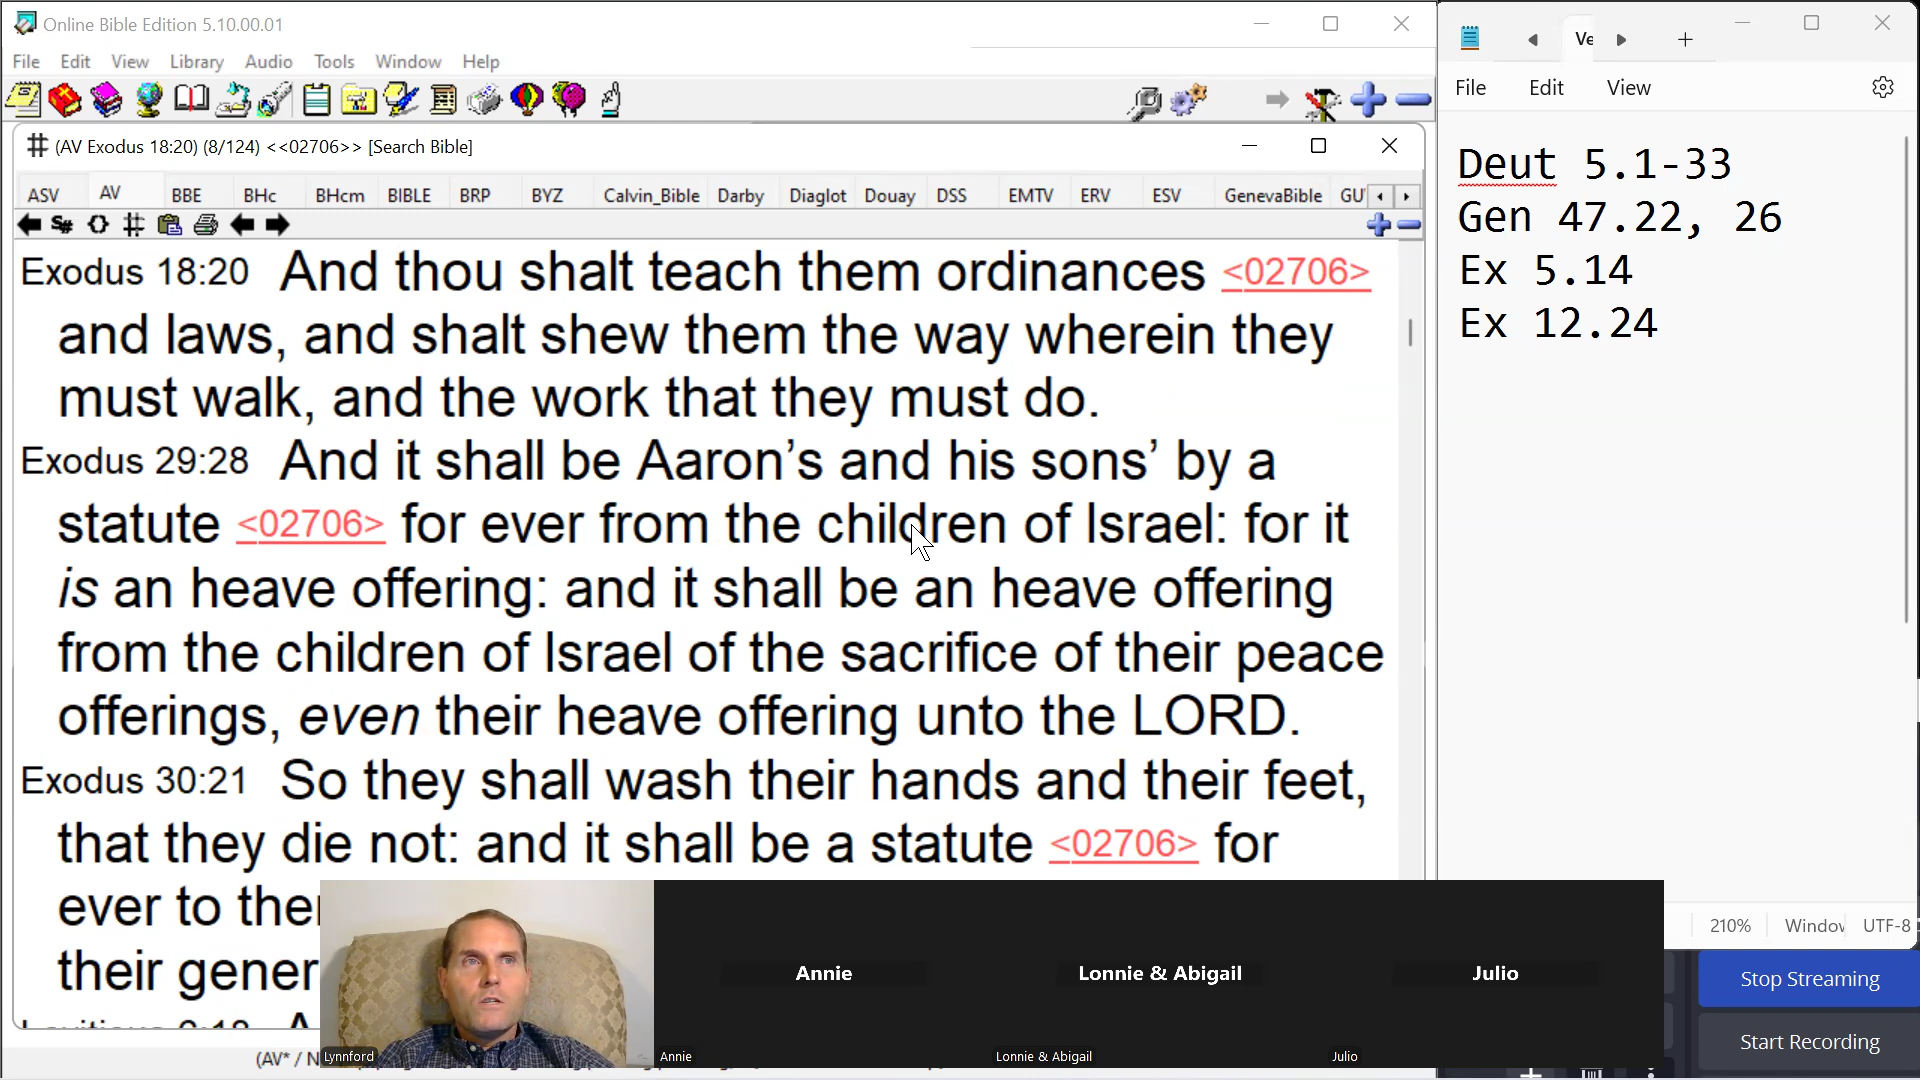 Online Bible Edition 5.10.00.01
File Edit View Library Audio Tools Window Help
(AV Exodus 18:20) (8/124) <<02706>> [Search Bible]
ASV AV BBE BHc BHcm BIBLE BRP BYZ Calvin_Bible Darby Diaglot Douay DSS EMTV ERV ESV GenevaBible
Exodus 18:20 And thou shalt teach them ordinances <02706>
and laws, and shalt shew them the way wherein they
must walk, and the work that they must do.
Exodus 29:28 And it shall be Aaron’s and his sons’ by a
statute <02706> for ever from the children of Israel: for it
is an heave offering: and it shall be an heave offering
from the children of Israel of the sacrifice of their peace
offerings, even their heave offering unto the LORD.
Exodus 30:21 So they shall wash their hands and their feet,
that they die not: and it shall be a statute <02706> for
ever to
their
File Edit View
Deut 5.1-33
Gen 47.22, 26
Ex 5.14
Ex 12.24
210% UTF-8
Annie
Lonnie & Abigail
Julio
Lynnford
Annie
Lonnie & Abigail
Julio
Stop Streaming
Start Recording